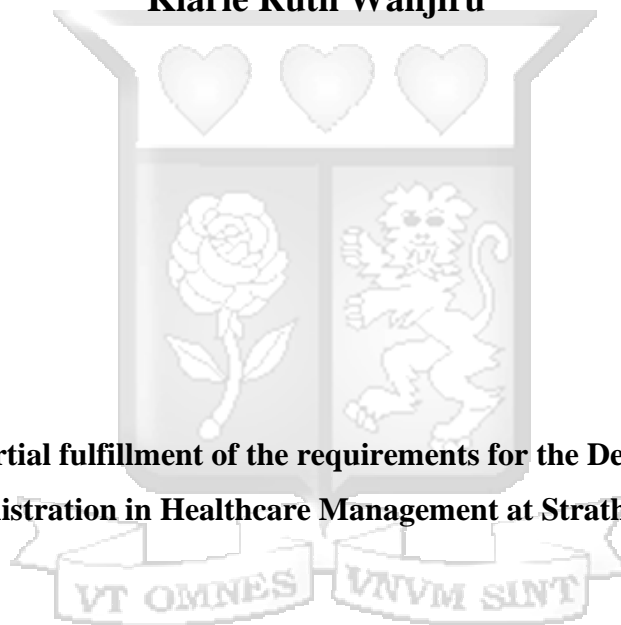 Kiarie Ruth Wanjiru
rtial fulfillment of the requirements for the De
istration in Healthcare Management at Strath
VT OMNES VNVM SINT